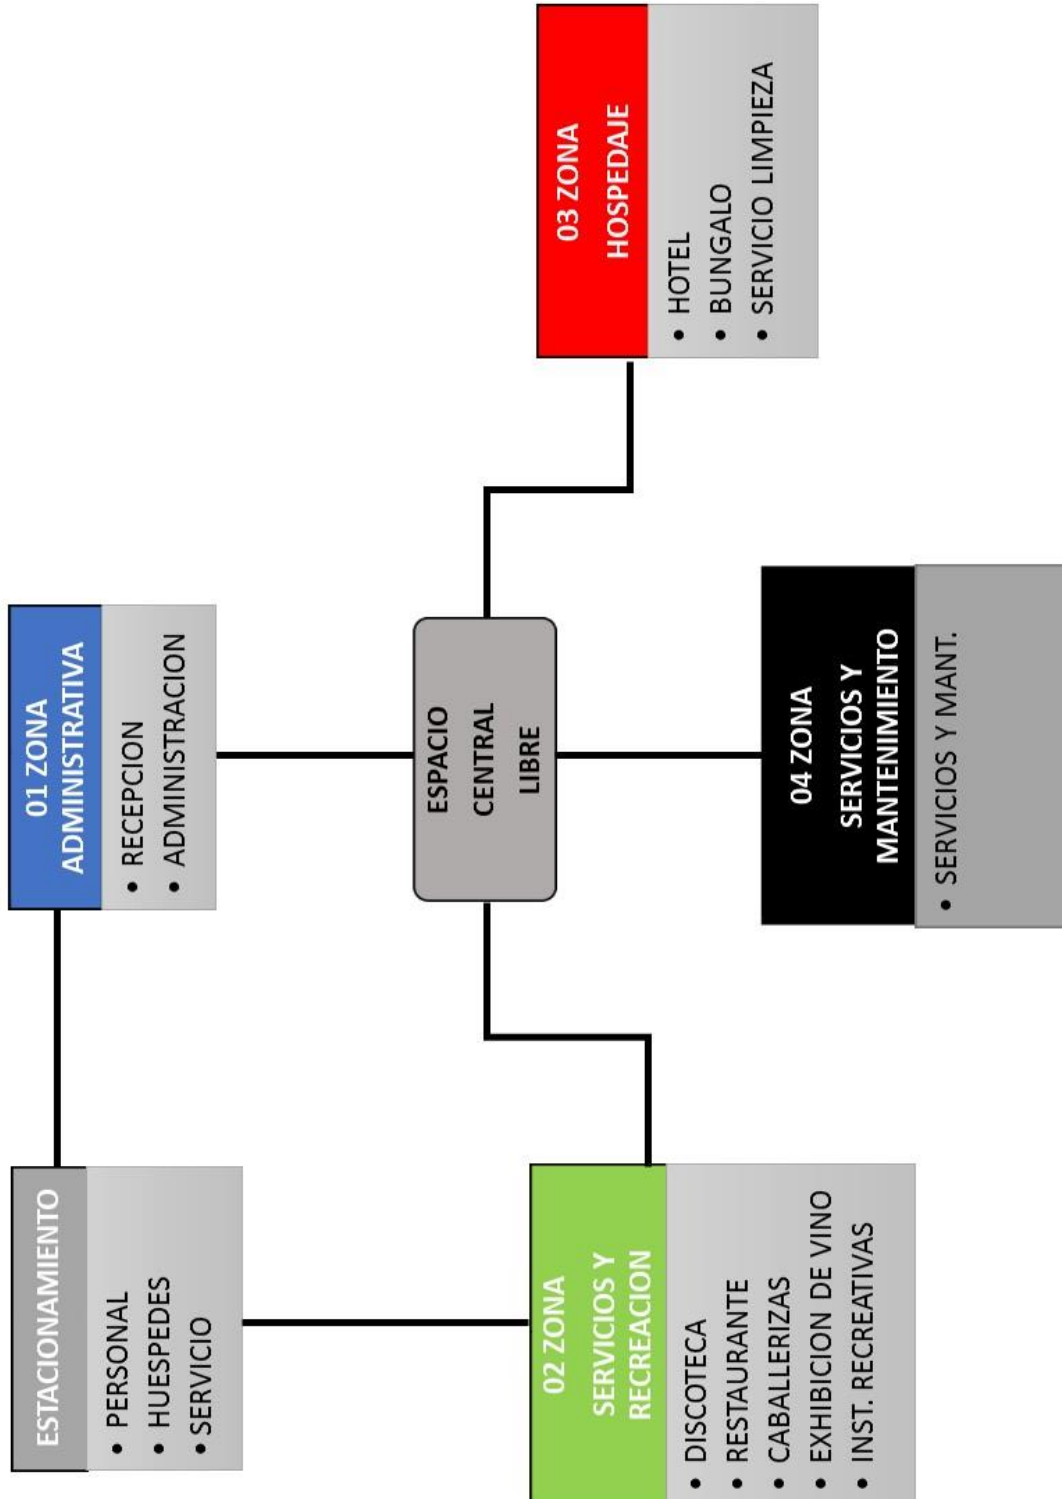 ESTACIONAMIENTO
• PERSONAL
• HUESPEDES
• SERVICIO
01 ZONA
ADMINISTRATIVA
• RECEPCION
• ADMINISTRACION
ESPACIO
CENTRAL
LIBRE
02 ZONA
SERVICIOS Y
RECREACION
• DISCOTECA
• RESTAURANTE
• CABALLERIZAS
• EXHIBICION DE VINO
• INST. RECREATIVAS
03 ZONA
HOSPEDAJE
• HOTEL
• BUNGALO
• SERVICIO LIMPIEZA
04 ZONA
SERVICIOS Y
MANTENIMIENTO
• SERVICIOS Y MANT.